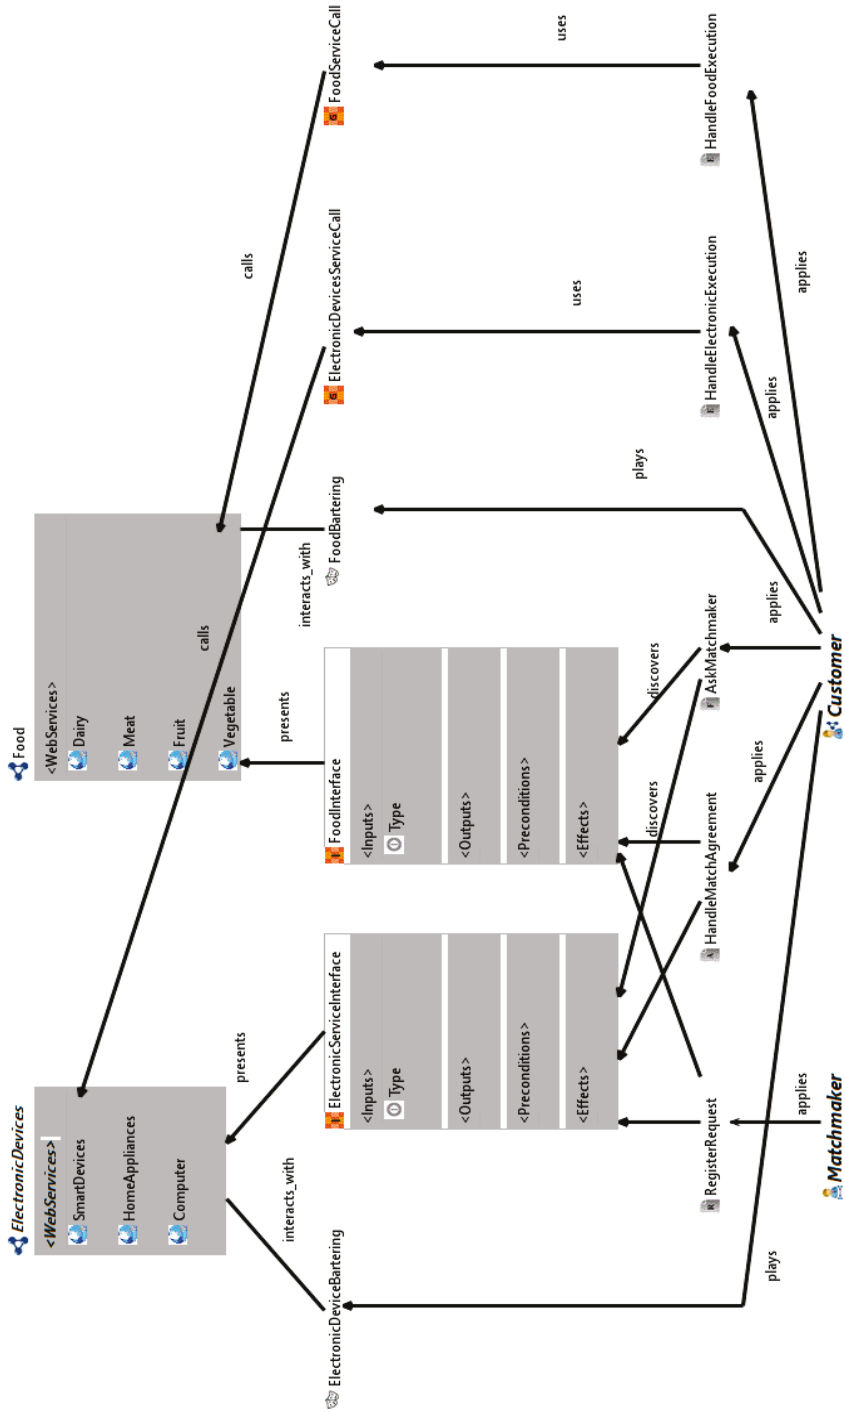 ElectronicDevices
<WebServices>
SmartDevices
HomeAppliances
Computer
Food
<WebServices>
Dairy
Meat
Fruit
Vegetable
calls
calls
presents
presents
interacts_with
interacts_with
ElectronicDeviceBartering
ElectronicServiceInterface
<Inputs>
Type
<Outputs>
<Preconditions>
<Effects>
FoodInterface
<Inputs>
Type
<Outputs>
<Preconditions>
<Effects>
FoodBartering
ElectronicDevicesServiceCall
FoodServiceCall
discovers
discovers
plays
uses
uses
RegisterRequest
HandleMatchAgreement
AskMatchmaker
HandleElectronicExecution
HandleFoodExecution
plays
applies
applies
applies
applies
applies
Matchmaker
Customer